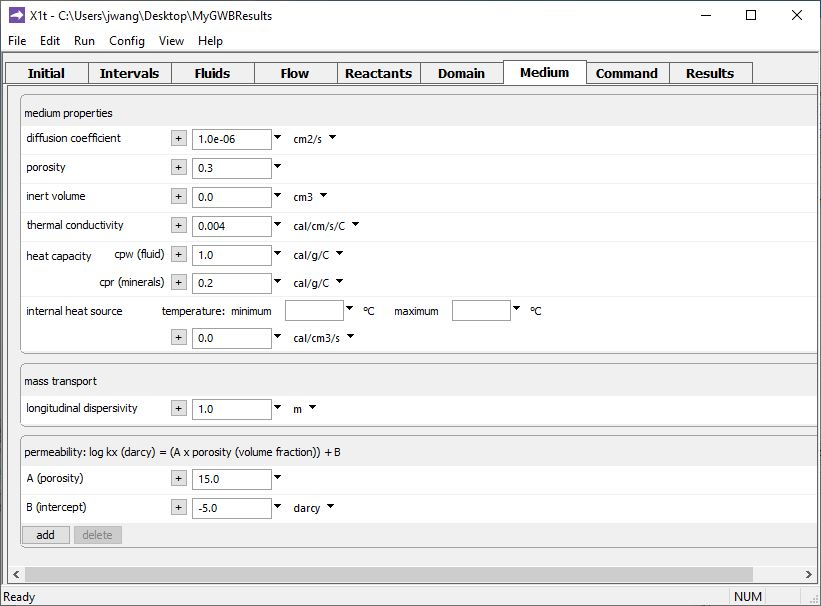 X1t - C:\Users\jwang\Desktop\MyGWBResults
File Edit Run Config View Help
Initial Intervals Fluids Flow Reactants Domain Medium Command Results
medium properties
diffusion coefficient + 1.0e-06 cm2/s
porosity + 0.3
inert volume + 0.0 cm3
thermal conductivity + 0.004 cal/cm/s/C
heat capacity cpw (fluid) + 1.0 cal/g/C
cpr (minerals) + 0.2 cal/g/C
internal heat source temperature: minimum ºC maximum ºC
+ 0.0 cal/cm3/s
mass transport
longitudinal dispersivity + 1.0 m
permeability: log kx (darcy) = (A x porosity (volume fraction)) + B
A (porosity) + 15.0
B (intercept) + -5.0 darcy
add delete
Ready NUM